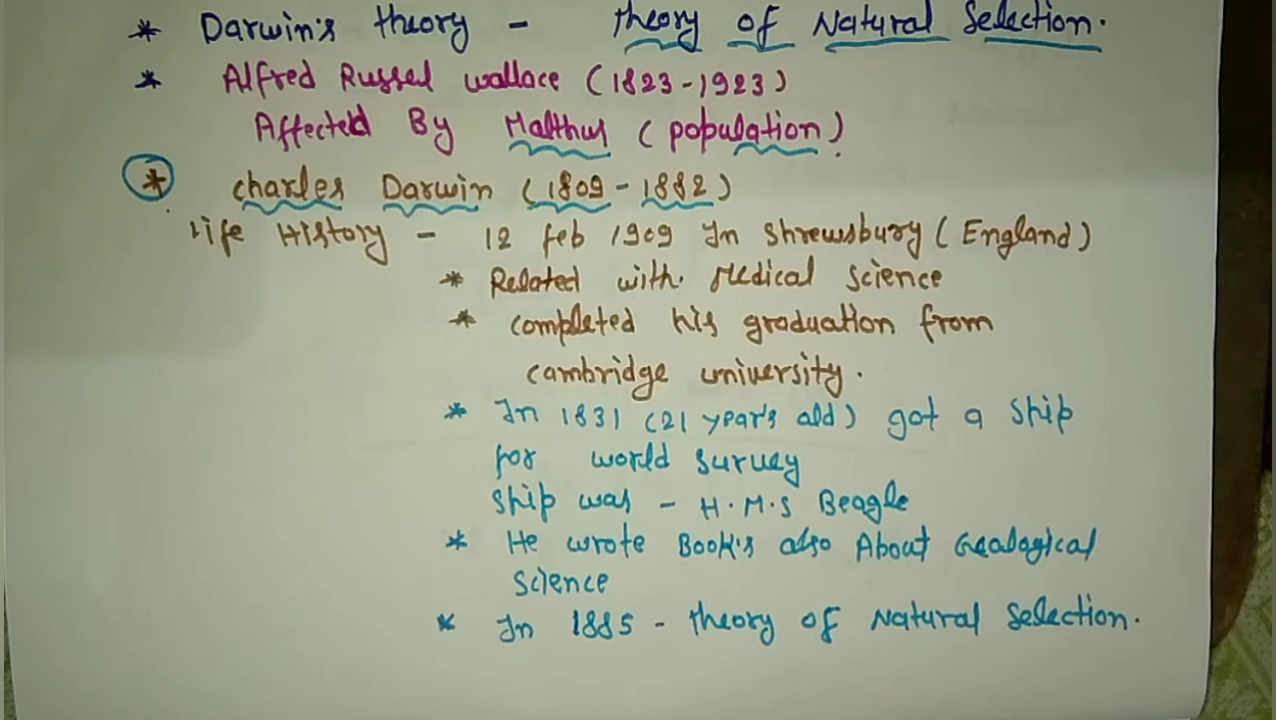 * Darwin's theory - theory of Natural Selection.
* Alfred Russel wallace (1823-1923)
Affected By Malthus (population)
* charles Darwin (1809-1882)
life History - 12 feb 1909 In Shrewsbury (England)
* Related with. Medical science
* completed his graduation from
cambridge university.
* In 1831 (21 year's old) got a ship
for world survey
ship was - H.M.S Beagle
* He wrote Book's also About Gealogical
Science
* In 1885 - theory of Natural Selection.